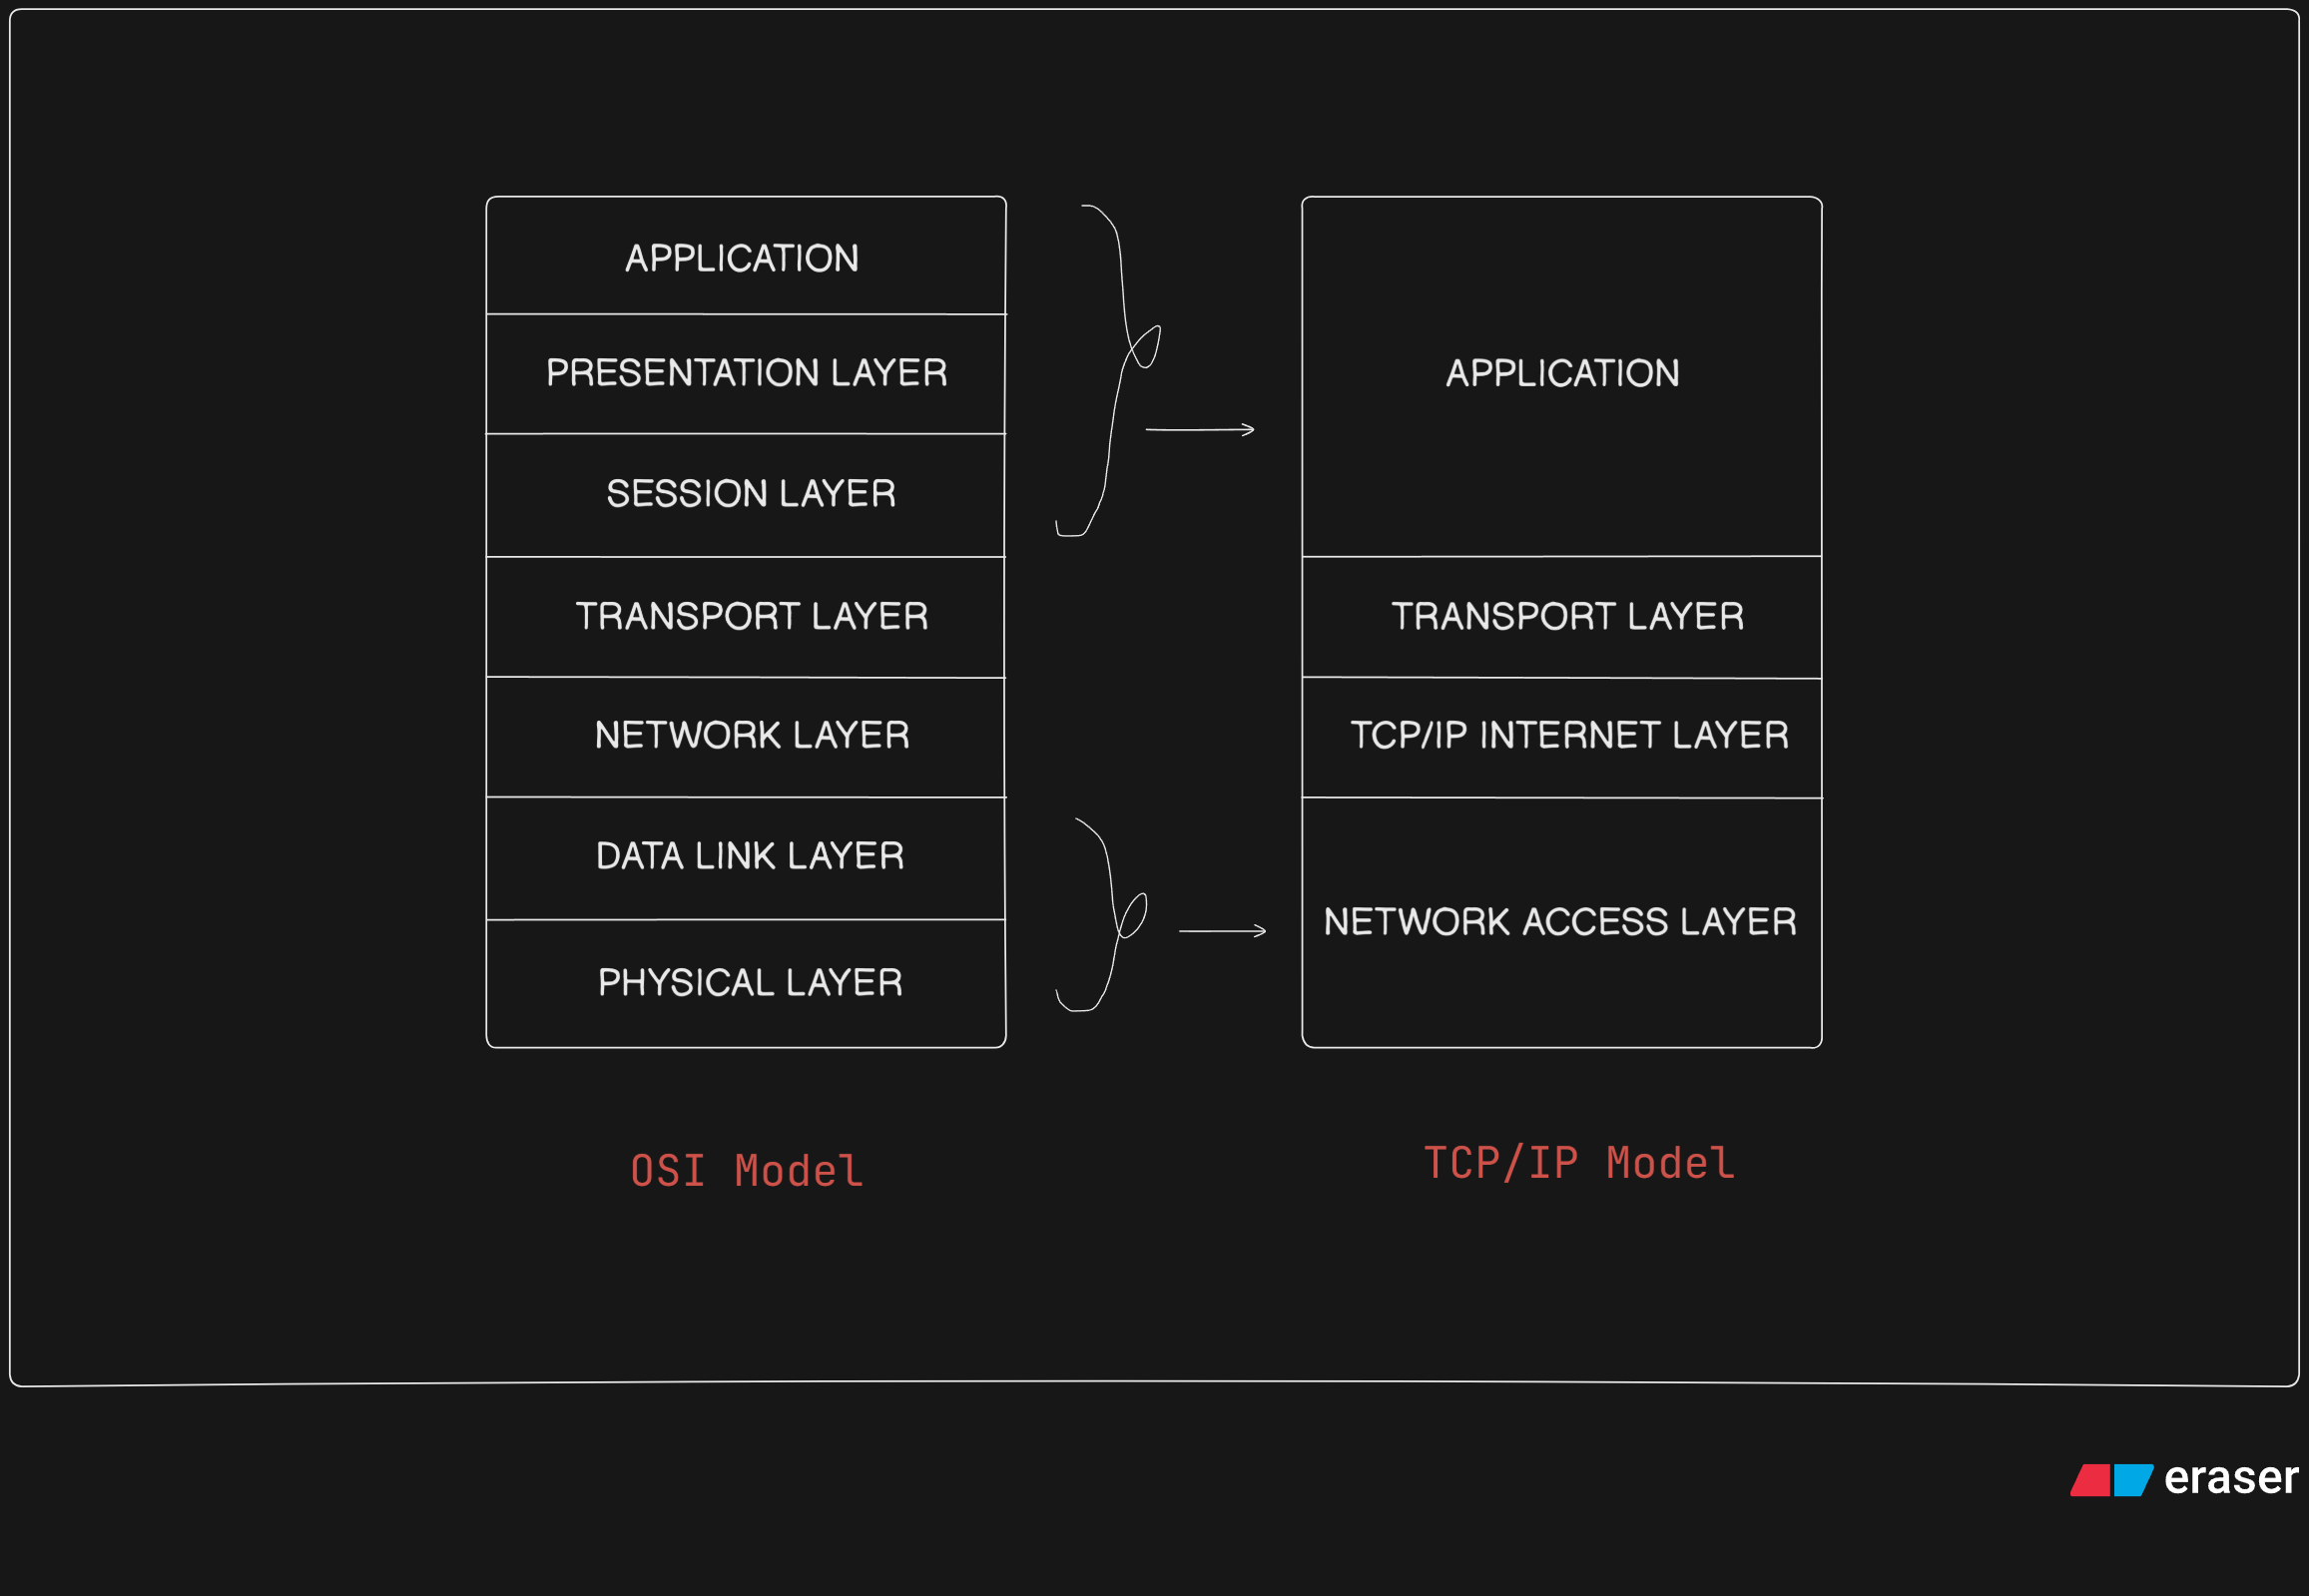 APPLICATION
PRESENTATION LAYER
SESSION LAYER
TRANSPORT LAYER
NETWORK LAYER
DATA LINK LAYER
PHYSICAL LAYER
OSI Model
APPLICATION
TRANSPORT LAYER
TCP/IP INTERNET LAYER
NETWORK ACCESS LAYER
TCP/IP Model
eraser